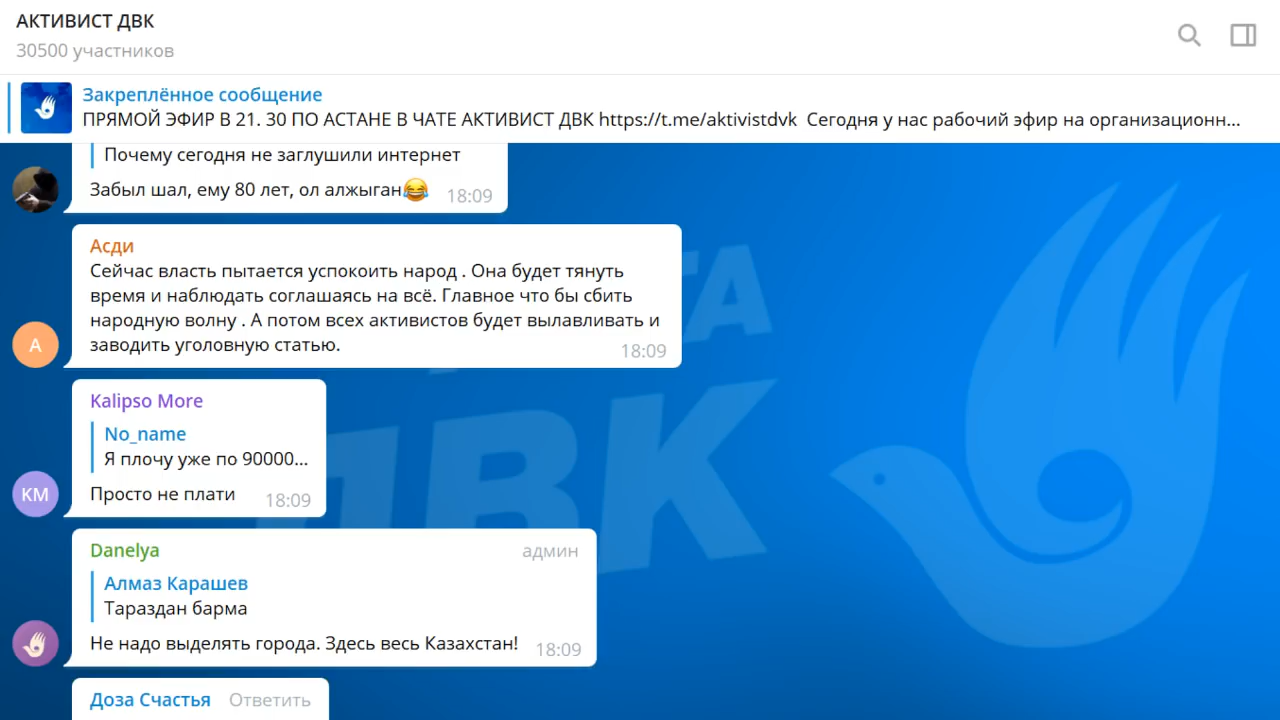 АКТИВИСТ ДВК
30500 участников
Закреплённое сообщение
ПРЯМОЙ ЭФИР В 21. 30 ПО АСТАНЕ В ЧАТЕ АКТИВИСТ ДВК https://t.me/aktivistdvk Сегодня у нас рабочий эфир на организационн...
Почему сегодня не заглушили интернет
Забыл шал, ему 80 лет, ол алжыган😂 18:09
Асди
Сейчас власть пытается успокоить народ . Она будет тянуть
время и наблюдать соглашаясь на всё. Главное что бы сбить
народную волну . А потом всех активистов будет вылавливать и
заводить уголовную статью. 18:09
А
Kalipso More
No_name
Я плочу уже по 90000...
Просто не плати 18:09
KM
Danelya админ
Алмаз Карашев
Тараздан барма
Не надо выделять города. Здесь весь Казахстан! 18:09
Доза Счастья Ответить
ДВК